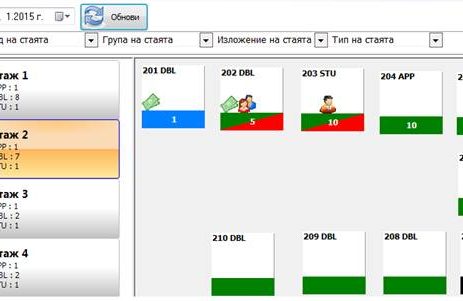 1.2015 г. Обнови
на стаята Група на стаята Изложение на стаята Тип на стаята
таж 1
PP : 1
BL : 8
TU : 1
таж 2
PP : 1
BL : 7
TU : 1
таж 3
PP : 1
BL : 2
TU : 1
таж 4
PP : 1
BL : 2
TU : 1
201 DBL 202 DBL 203 STU 204 APP
1 5 10 10
210 DBL 209 DBL 208 DBL